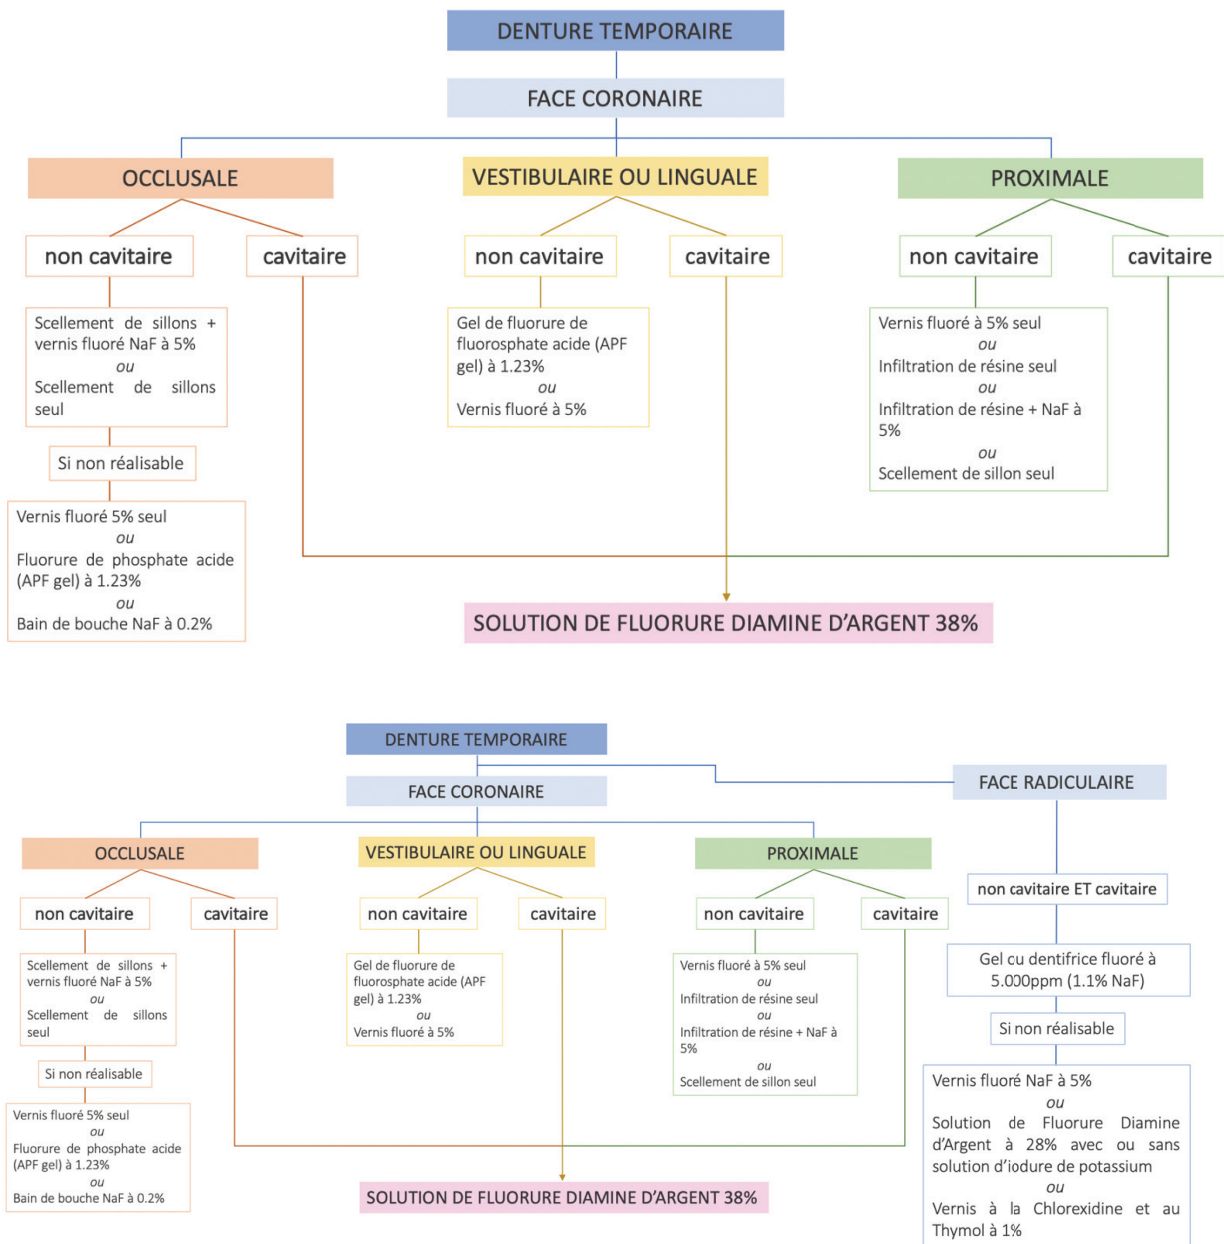 DENTURE TEMPORAIRE
FACE CORONAIRE
OCCLUSALE
VESTIBULAIRE OU LINGUALE
PROXIMALE
non cavitaire
cavitaire
non cavitaire
cavitaire
non cavitaire
cavitaire
Scellement de sillons +
vernis fluoré NaF à 5%
ou
Scellement de sillons
seul
Si non réalisable
Vernis fluoré 5% seul
ou
Fluorure de phosphate acide
(APF gel) à 1.23%
ou
Bain de bouche NaF à 0.2%
Gel de fluorure de
fluorosphate acide (APF
gel) à 1.23%
ou
Vernis fluoré à 5%
Vernis fluoré à 5% seul
ou
Infiltration de résine seul
ou
Infiltration de résine + NaF à
5%
ou
Scellement de sillon seul
SOLUTION DE FLUORURE DIAMINE D'ARGENT 38%
DENTURE TEMPORAIRE
FACE CORONAIRE
FACE RADICULAIRE
OCCLUSALE
VESTIBULAIRE OU LINGUALE
PROXIMALE
non cavitaire
cavitaire
non cavitaire
cavitaire
non cavitaire
cavitaire
Scellement de sillons +
vernis fluoré NaF à 5%
ou
Scellement de sillons
seul
Si non réalisable
Vernis fluoré 5% seul
ou
Fluorure de phosphate acide
(APF gel) à 1.23%
ou
Bain de bouche NaF à 0.2%
Gel de fluorure de
fluorosphate acide (APF
gel) à 1.23%
ou
Vernis fluoré à 5%
Vernis fluoré à 5% seul
ou
Infiltration de résine seul
ou
Infiltration de résine + NaF à
5%
ou
Scellement de sillon seul
SOLUTION DE FLUORURE DIAMINE D'ARGENT 38%
non cavitaire ET cavitaire
Gel cu dentifrice fluoré à
5.000ppm (1.1% NaF)
Si non réalisable
Vernis fluoré NaF à 5%
ou
Solution de Fluorure Diamine
d'Argent à 28% avec ou sans
solution d'iodure de potassium
ou
Vernis à la Chlorexidine et au
Thymol à 1%